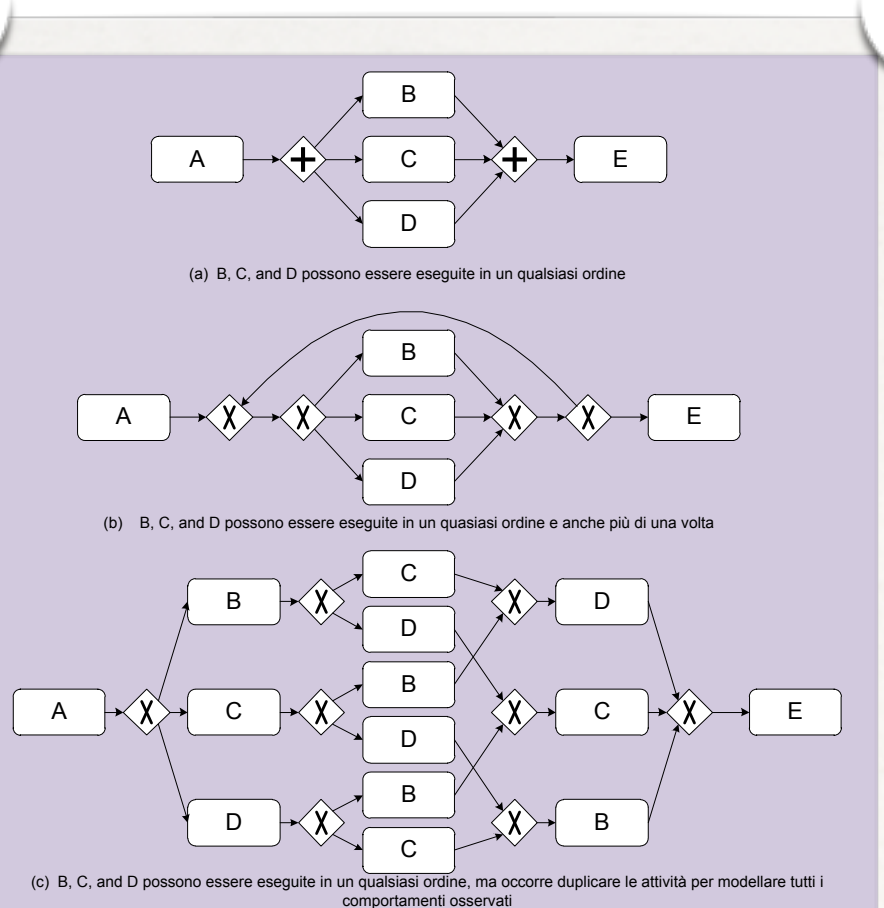 B
A
C
E
D
(a) B, C, and D possono essere eseguite in un qualsiasi ordine
B
A
X
X
C
X
X
E
D
(b) B, C, and D possono essere eseguite in un quasiasi ordine e anche più di una volta
C
B
X
X
D
D
B
A
X
C
X
X
C
X
E
D
B
D
X
X
B
C
(c) B, C, and D possono essere eseguite in un qualsiasi ordine, ma occorre duplicare le attività per modellare tutti i
comportamenti osservati